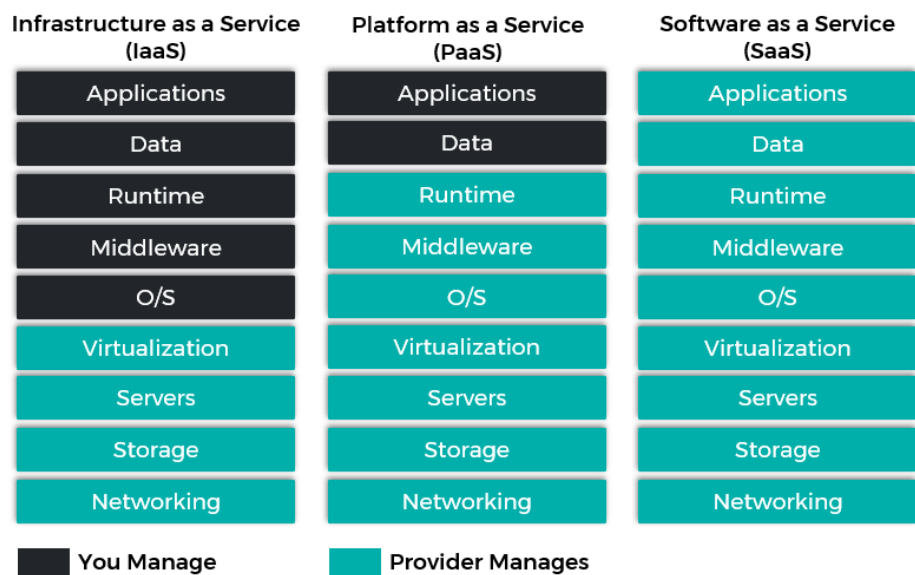 Infrastructure as a Service
(IaaS)
Applications
Data
Runtime
Middleware
O/S
Virtualization
Servers
Storage
Networking
Platform as a Service
(PaaS)
Applications
Data
Runtime
Middleware
O/S
Virtualization
Servers
Storage
Networking
Software as a Service
(SaaS)
Applications
Data
Runtime
Middleware
O/S
Virtualization
Servers
Storage
Networking
You Manage
Provider Manages